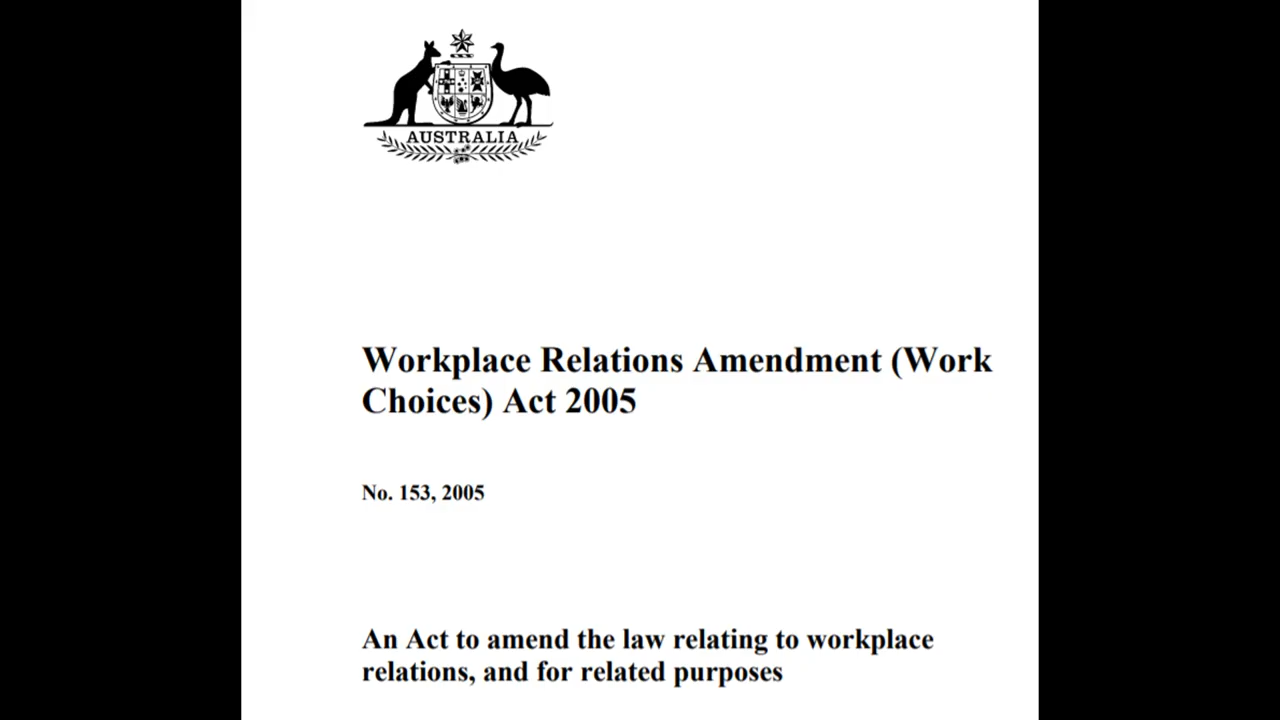 AUSTRALIA
Workplace Relations Amendment (Work
Choices) Act 2005
No. 153, 2005
An Act to amend the law relating to workplace
relations, and for related purposes